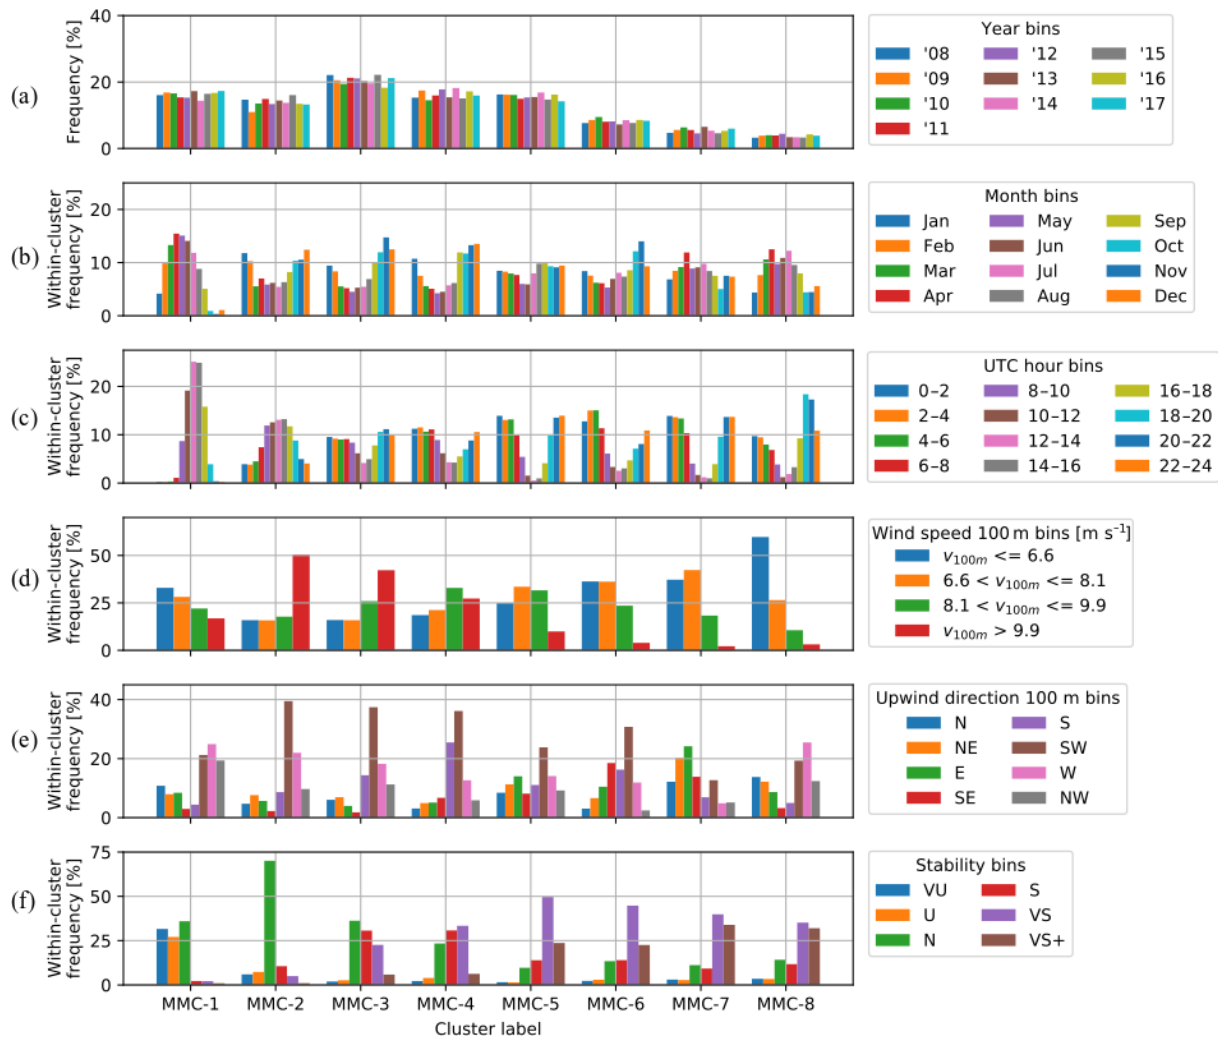 (a)
Frequency [%]
40
20
0
Year bins
'08 '12 '15
'09 '13 '16
'10 '14 '17
'11
(b)
Within-cluster
frequency [%]
20
10
0
Month bins
Jan May Sep
Feb Jun Oct
Mar Jul Nov
Apr Aug Dec
(c)
Within-cluster
frequency [%]
20
10
0
UTC hour bins
0–2 8–10 16–18
2–4 10–12 18–20
4–6 12–14 20–22
6–8 14–16 22–24
(d)
Within-cluster
frequency [%]
50
25
0
Wind speed 100 m bins [m s⁻¹]
v100m <= 6.6
6.6 < v100m <= 8.1
8.1 < v100m <= 9.9
v100m > 9.9
(e)
Within-cluster
frequency [%]
40
20
0
Upwind direction 100 m bins
N S
NE SW
E W
SE NW
(f)
Within-cluster
frequency [%]
75
50
25
0
Stability bins
VU S
U VS
N VS+
MMC-1 MMC-2 MMC-3 MMC-4 MMC-5 MMC-6 MMC-7 MMC-8
Cluster label